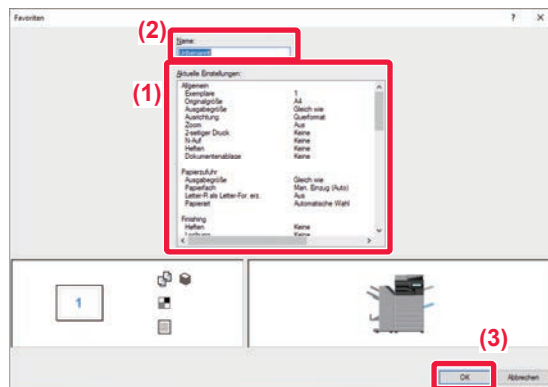 Favoriten ? X
(2)
Name:
Unbenannt
Aktuelle Einstellungen:
(1)
Allgemein
Exemplare 1
Originalgröße A4
Ausgabegröße Gleich wie
Ausrichtung Querformat
Zoom Aus
2-seitiger Druck Keine
N-Auf Keine
Heften Keine
Dokumentenablage Keine
Papierzufuhr
Ausgabegröße Gleich wie
Papierfach Man. Einzug (Auto)
Letter-R als Letter-For. erz. Aus
Papierart Automatische Wahl
Finishing
Heften Keine
Lochung Keine
1
(3)
OK Abbrechen